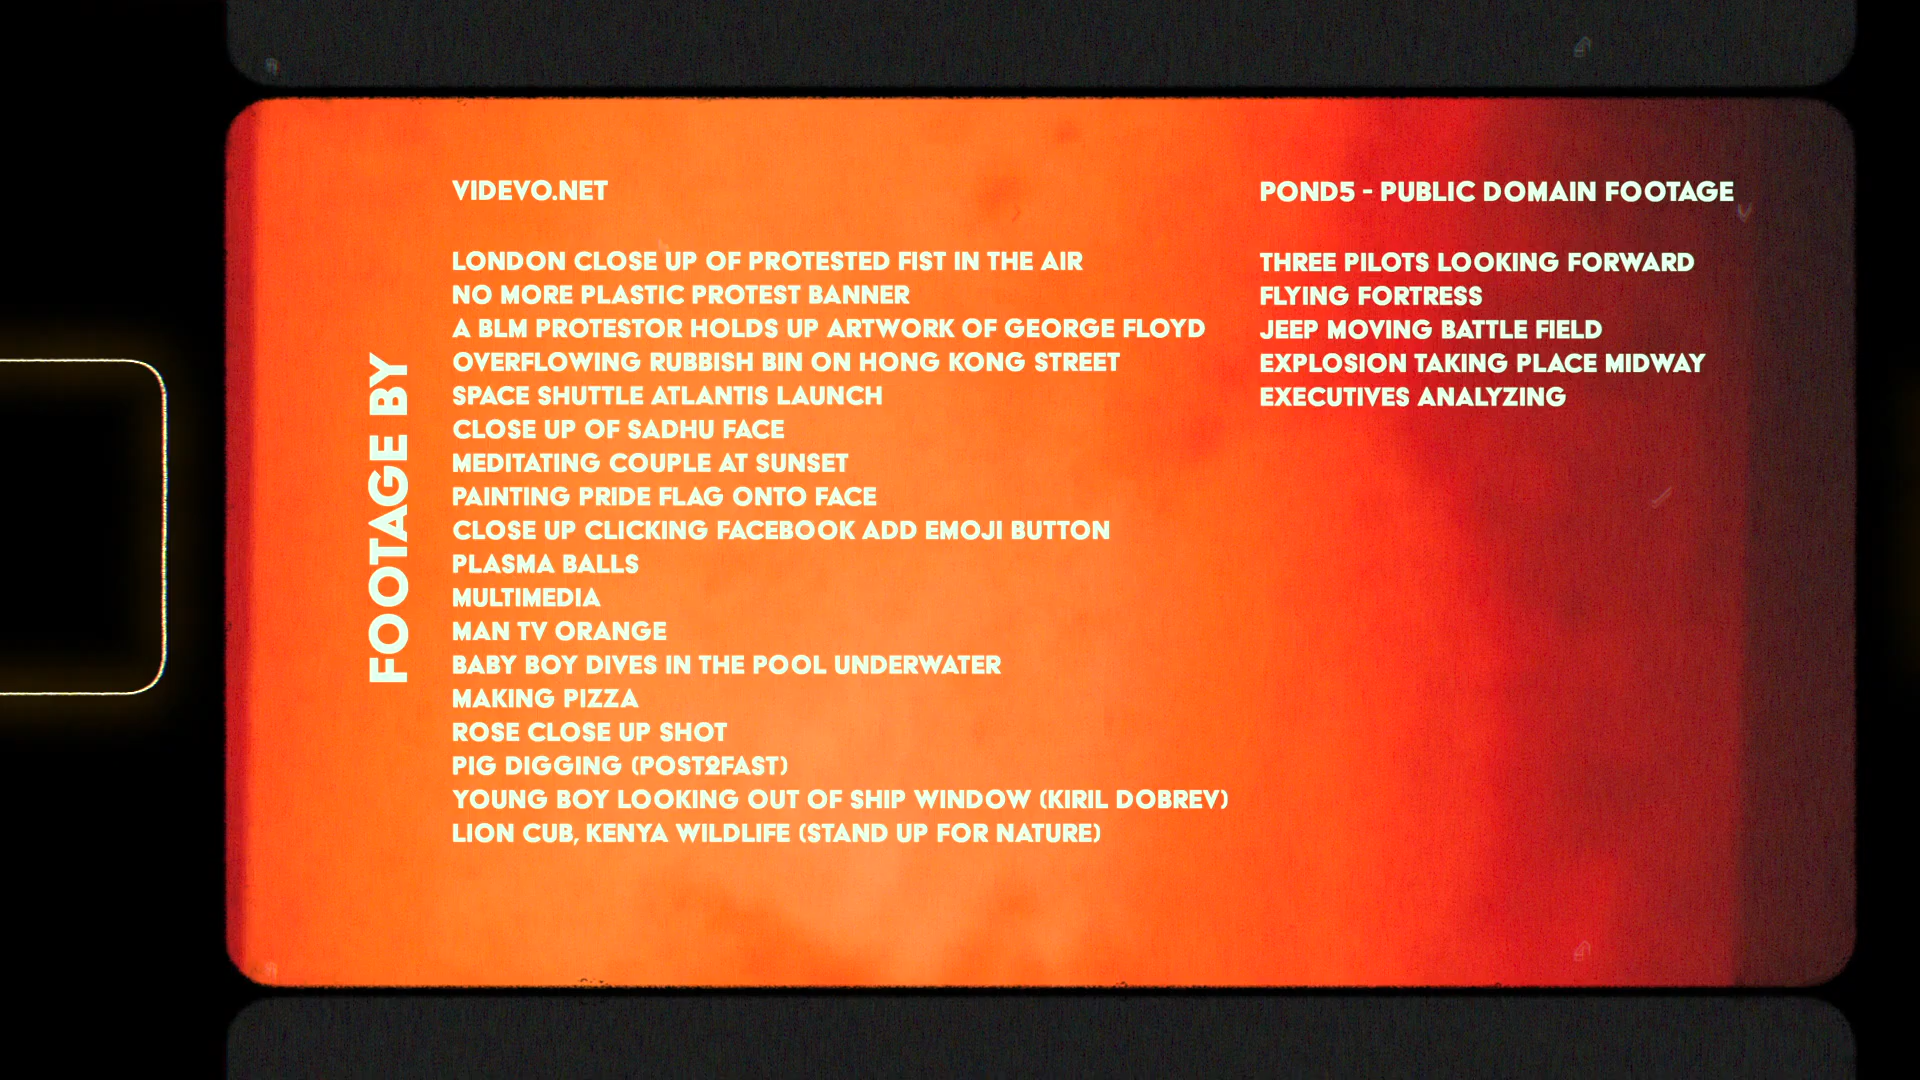 FOOTAGE BY
VIDEVO.NET
LONDON CLOSE UP OF PROTESTED FIST IN THE AIR
NO MORE PLASTIC PROTEST BANNER
A BLM PROTESTOR HOLDS UP ARTWORK OF GEORGE FLOYD
OVERFLOWING RUBBISH BIN ON HONG KONG STREET
SPACE SHUTTLE ATLANTIS LAUNCH
CLOSE UP OF SADHU FACE
MEDITATING COUPLE AT SUNSET
PAINTING PRIDE FLAG ONTO FACE
CLOSE UP CLICKING FACEBOOK ADD EMOJI BUTTON
PLASMA BALLS
MULTIMEDIA
MAN TV ORANGE
BABY BOY DIVES IN THE POOL UNDERWATER
MAKING PIZZA
ROSE CLOSE UP SHOT
PIG DIGGING (POST2FAST)
YOUNG BOY LOOKING OUT OF SHIP WINDOW (KIRIL DOBREV)
LION CUB, KENYA WILDLIFE (STAND UP FOR NATURE)
POND5 - PUBLIC DOMAIN FOOTAGE
THREE PILOTS LOOKING FORWARD
FLYING FORTRESS
JEEP MOVING BATTLE FIELD
EXPLOSION TAKING PLACE MIDWAY
EXECUTIVES ANALYZING